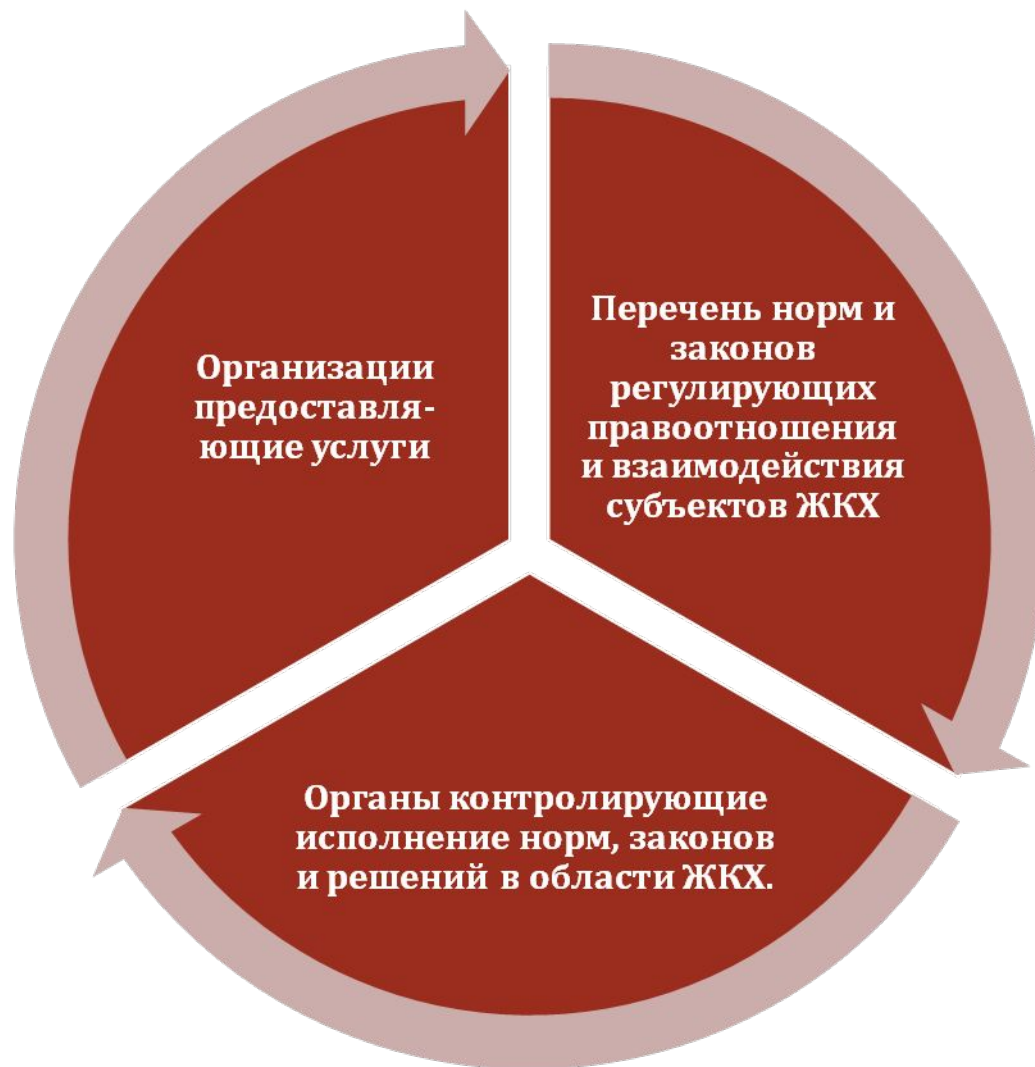 Перечень норм и
законов
регулирующих
правоотношения
и взаимодействия
субъектов ЖКХ
Органы контролирующие
исполнение норм, законов
и решений в области ЖКХ.
Организации
предоставля-
ющие услуги